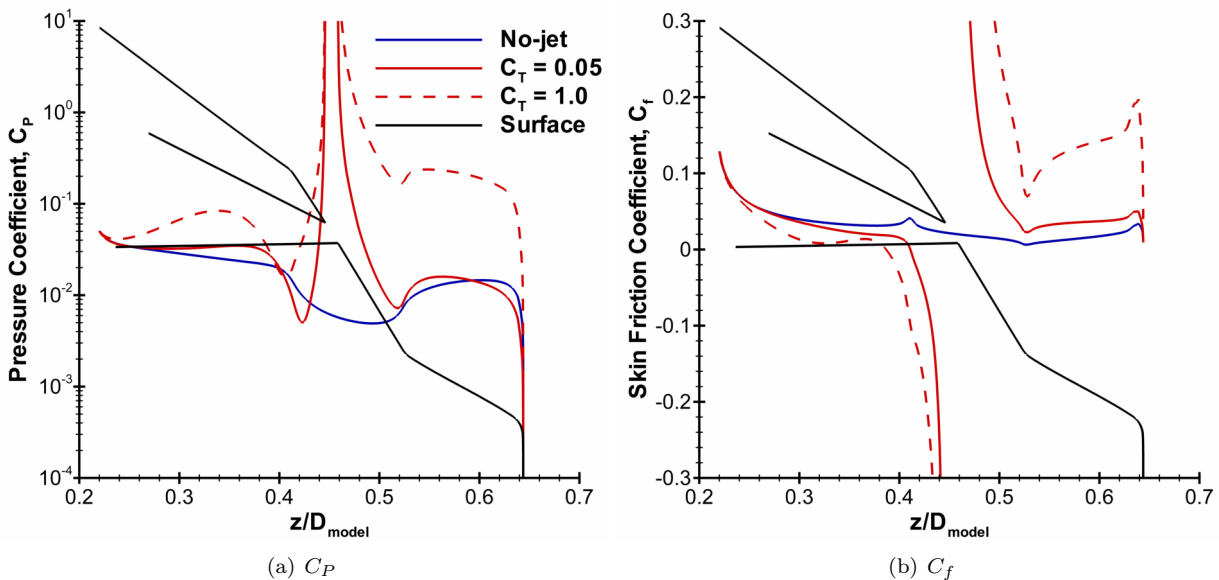 10^1
10^0
10^-1
10^-2
10^-3
10^-4
Pressure Coefficient, C_P
No-jet
C_T = 0.05
C_T = 1.0
Surface
0.2 0.3 0.4 0.5 0.6 0.7
z/D_model
(a) C_P
0.3
0.2
0.1
0
-0.1
-0.2
-0.3
Skin Friction Coefficient, C_f
0.2 0.3 0.4 0.5 0.6 0.7
z/D_model
(b) C_f